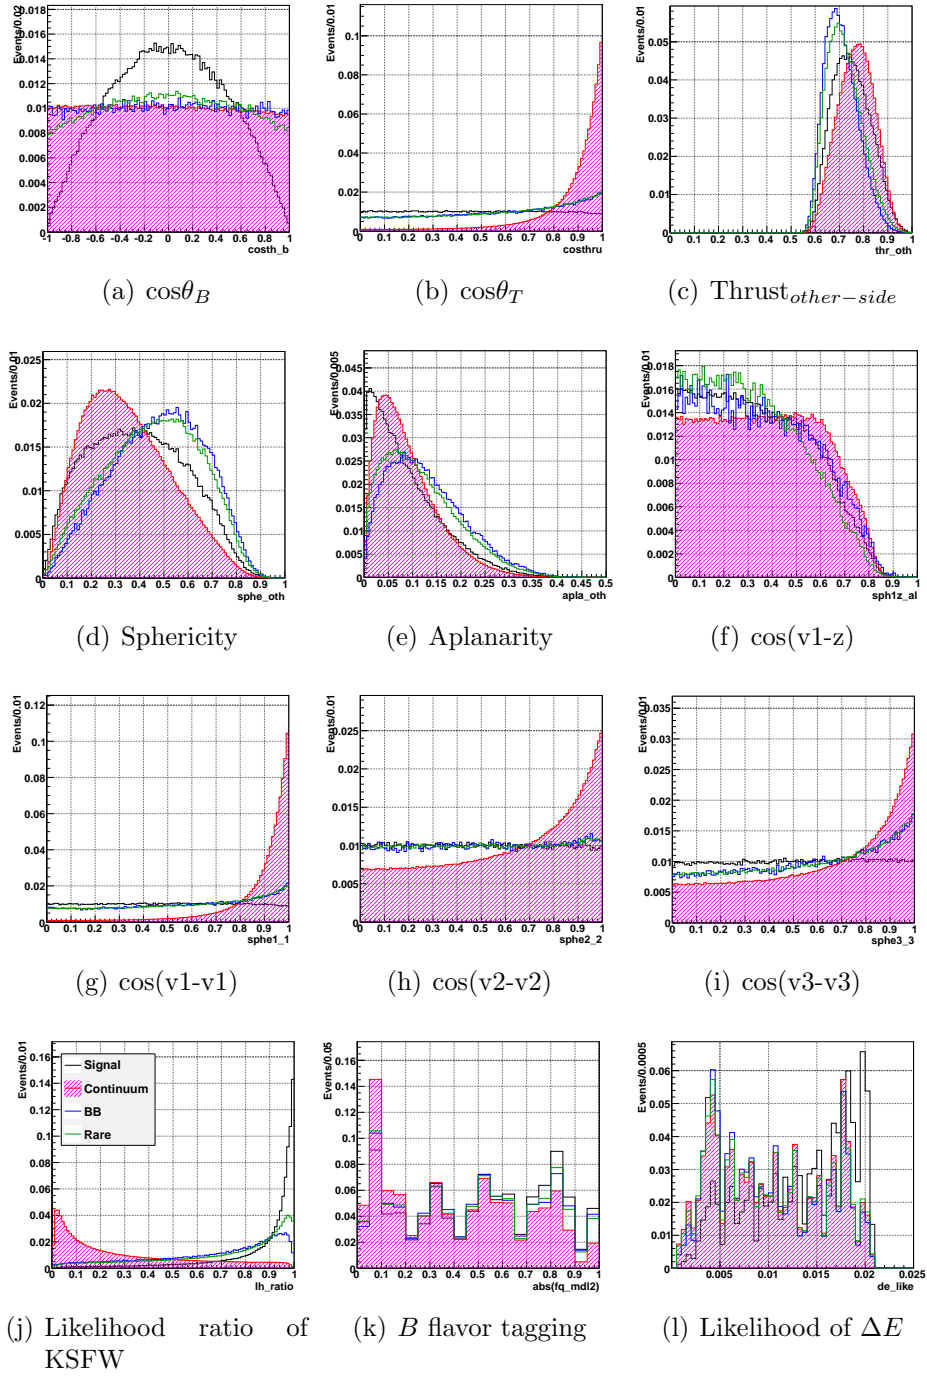 Events/0.02
0.018
0.016
0.014
0.012
0.01
0.008
0.006
0.004
0.002
0
-1 -0.8 -0.6 -0.4 -0.2 0 0.2 0.4 0.6 0.8 1
costh_b
(a) cosθB
Events/0.01
0.1
0.08
0.06
0.04
0.02
0
0 0.1 0.2 0.3 0.4 0.5 0.6 0.7 0.8 0.9 1
costhru
(b) cosθT
Events/0.01
0.05
0.04
0.03
0.02
0.01
0
0 0.1 0.2 0.3 0.4 0.5 0.6 0.7 0.8 0.9 1
thr_oth
(c) Thrustother−side
Events/0.01
0.025
0.02
0.015
0.01
0.005
0
0 0.1 0.2 0.3 0.4 0.5 0.6 0.7 0.8 0.9 1
sphe_oth
(d) Sphericity
Events/0.005
0.045
0.04
0.035
0.03
0.025
0.02
0.015
0.01
0.005
0
0.05 0.1 0.15 0.2 0.25 0.3 0.35 0.4 0.45 0.5
apla_oth
(e) Aplanarity
Events/0.01
0.018
0.016
0.014
0.012
0.01
0.008
0.006
0.004
0.002
0
0 0.1 0.2 0.3 0.4 0.5 0.6 0.7 0.8 0.9 1
sph1z_al
(f) cos(v1-z)
Events/0.01
0.12
0.1
0.08
0.06
0.04
0.02
0
0 0.1 0.2 0.3 0.4 0.5 0.6 0.7 0.8 0.9 1
sphe1_1
(g) cos(v1-v1)
Events/0.01
0.025
0.02
0.015
0.01
0.005
0
0 0.1 0.2 0.3 0.4 0.5 0.6 0.7 0.8 0.9 1
sphe2_2
(h) cos(v2-v2)
Events/0.01
0.035
0.03
0.025
0.02
0.015
0.01
0.005
0
0 0.1 0.2 0.3 0.4 0.5 0.6 0.7 0.8 0.9 1
sphe3_3
(i) cos(v3-v3)
Events/0.01
0.16
0.14
0.12
0.1
0.08
0.06
0.04
0.02
0
Signal
Continuum
BB
Rare
0 0.1 0.2 0.3 0.4 0.5 0.6 0.7 0.8 0.9 1
lh_ratio
(j) Likelihood ratio of
KSFW
Events/0.05
0.16
0.14
0.12
0.1
0.08
0.06
0.04
0.02
0
0 0.1 0.2 0.3 0.4 0.5 0.6 0.7 0.8 0.9 1
abs(fq_mdl2)
(k) B flavor tagging
Events/0.0005
0.06
0.05
0.04
0.03
0.02
0.01
0
0.005 0.01 0.015 0.02 0.025
de_like
(l) Likelihood of ΔE